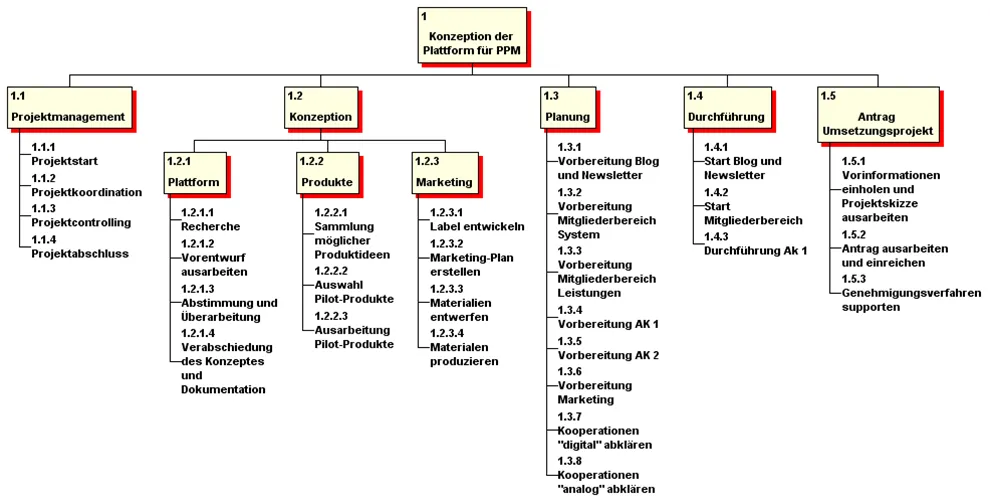 1
Konzeption der
Plattform für PPM
1.1
Projektmanagement
1.1.1
Projektstart
1.1.2
Projektkoordination
1.1.3
Projektcontrolling
1.1.4
Projektabschluss
1.2
Konzeption
1.2.1
Plattform
1.2.1.1
Recherche
1.2.1.2
Vorentwurf
ausarbeiten
1.2.1.3
Abstimmung und
Überarbeitung
1.2.1.4
Verabschiedung
des Konzeptes
und
Dokumentation
1.2.2
Produkte
1.2.2.1
Sammlung
möglicher
Produktideen
1.2.2.2
Auswahl
Pilot-Produkte
1.2.2.3
Ausarbeitung
Pilot-Produkte
1.2.3
Marketing
1.2.3.1
Label entwickeln
1.2.3.2
Marketing-Plan
erstellen
1.2.3.3
Materialien
entwerfen
1.2.3.4
Materialen
produzieren
1.3
Planung
1.3.1
Vorbereitung Blog
und Newsletter
1.3.2
Vorbereitung
Mitgliederbereich
System
1.3.3
Vorbereitung
Mitgliederbereich
Leistungen
1.3.4
Vorbereitung AK 1
1.3.5
Vorbereitung AK 2
1.3.6
Vorbereitung
Marketing
1.3.7
Kooperationen
"digital" abklären
1.3.8
Kooperationen
"analog" abklären
1.4
Durchführung
1.4.1
Start Blog und
Newsletter
1.4.2
Start
Mitgliederbereich
1.4.3
Durchführung Ak 1
1.5
Antrag
Umsetzungsprojekt
1.5.1
Vorinformationen
einholen und
Projektskizze
ausarbeiten
1.5.2
Antrag ausarbeiten
und einreichen
1.5.3
Genehmigungsverfahren
supporten